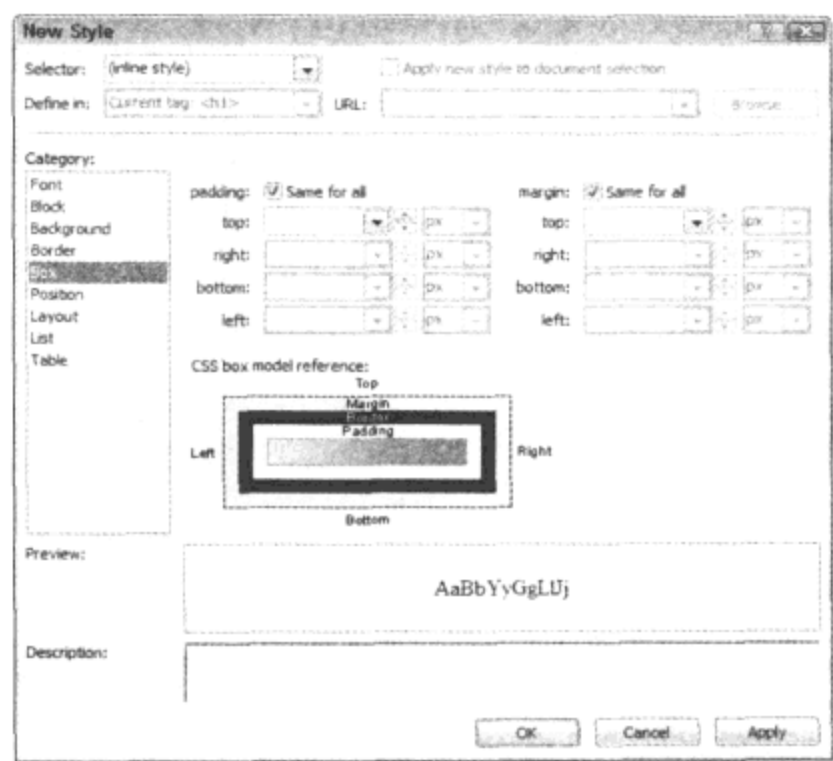 New Style
Selector: (inline style) Apply new style to document selection
Define in: Current tag: <h1> URL: Browse...
Category:
Font
Block
Background
Border
Box
Position
Layout
List
Table
padding: Same for all margin: Same for all
top: px top: px
right: px right: px
bottom: px bottom: px
left: px left: px
CSS box model reference:
Top
Margin
Border
Padding
Left Right
Bottom
Preview:
AaBbYyGgLlJj
Description:
OK Cancel Apply